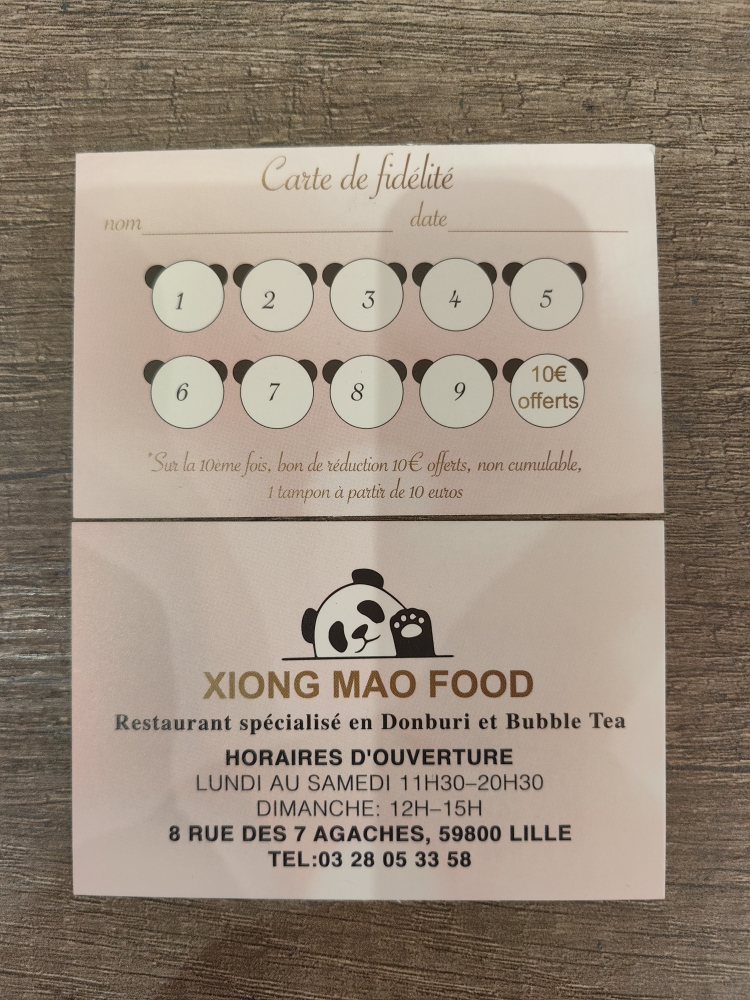 Carte de fidélité
nom date
1 2 3 4 5
6 7 8 9 10€ offerts
*Sur la 10ème fois, bon de réduction 10€ offerts, non cumulable,
1 tampon à partir de 10 euros
XIONG MAO FOOD
Restaurant spécialisé en Donburi et Bubble Tea
HORAIRES D'OUVERTURE
LUNDI AU SAMEDI 11H30–20H30
DIMANCHE: 12H–15H
8 RUE DES 7 AGACHES, 59800 LILLE
TEL:03 28 05 33 58